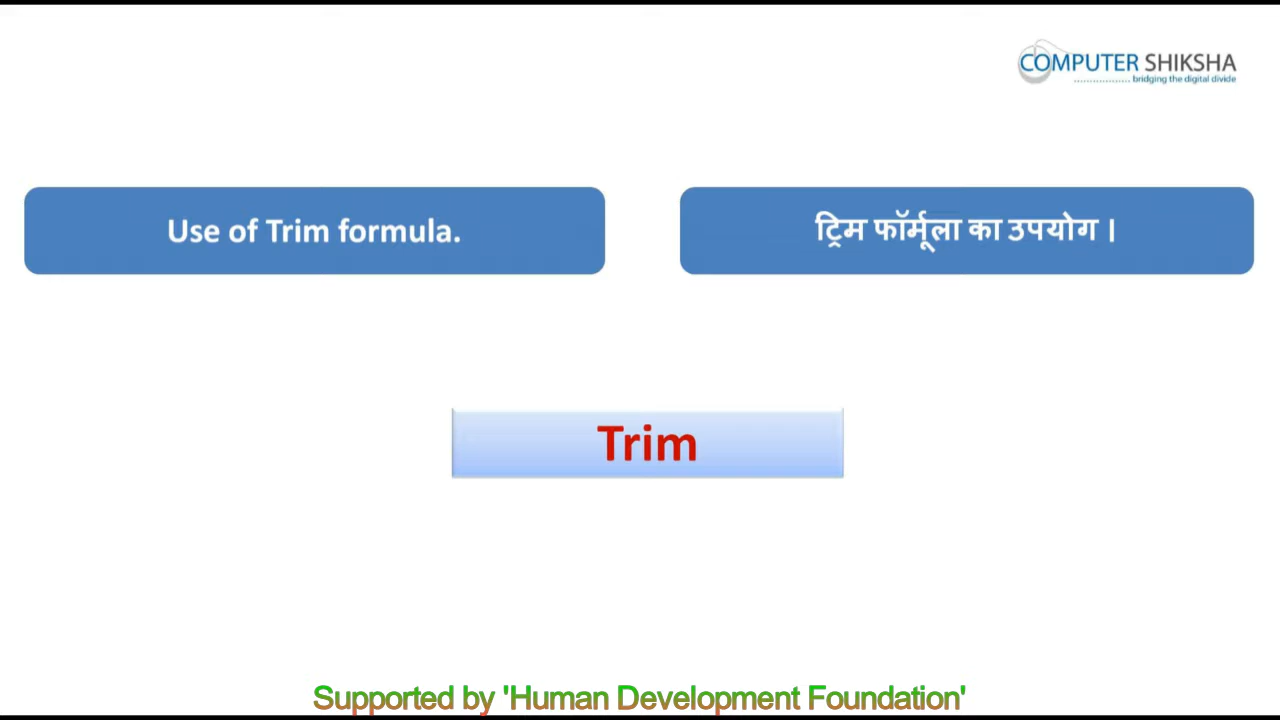 COMPUTER SHIKSHA
bridging the digital divide
Use of Trim formula.
ट्रिम फॉर्मूला का उपयोग ।
Trim
Supported by 'Human Development Foundation'